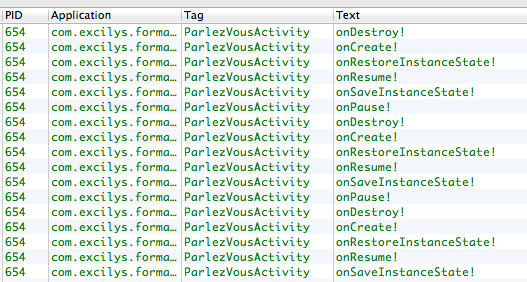 PID Application Tag Text
654 com.excilys.forma… ParlezVousActivity onDestroy!
654 com.excilys.forma… ParlezVousActivity onCreate!
654 com.excilys.forma… ParlezVousActivity onRestoreInstanceState!
654 com.excilys.forma… ParlezVousActivity onResume!
654 com.excilys.forma… ParlezVousActivity onSaveInstanceState!
654 com.excilys.forma… ParlezVousActivity onPause!
654 com.excilys.forma… ParlezVousActivity onDestroy!
654 com.excilys.forma… ParlezVousActivity onCreate!
654 com.excilys.forma… ParlezVousActivity onRestoreInstanceState!
654 com.excilys.forma… ParlezVousActivity onResume!
654 com.excilys.forma… ParlezVousActivity onSaveInstanceState!
654 com.excilys.forma… ParlezVousActivity onPause!
654 com.excilys.forma… ParlezVousActivity onDestroy!
654 com.excilys.forma… ParlezVousActivity onCreate!
654 com.excilys.forma… ParlezVousActivity onRestoreInstanceState!
654 com.excilys.forma… ParlezVousActivity onResume!
654 com.excilys.forma… ParlezVousActivity onSaveInstanceState!